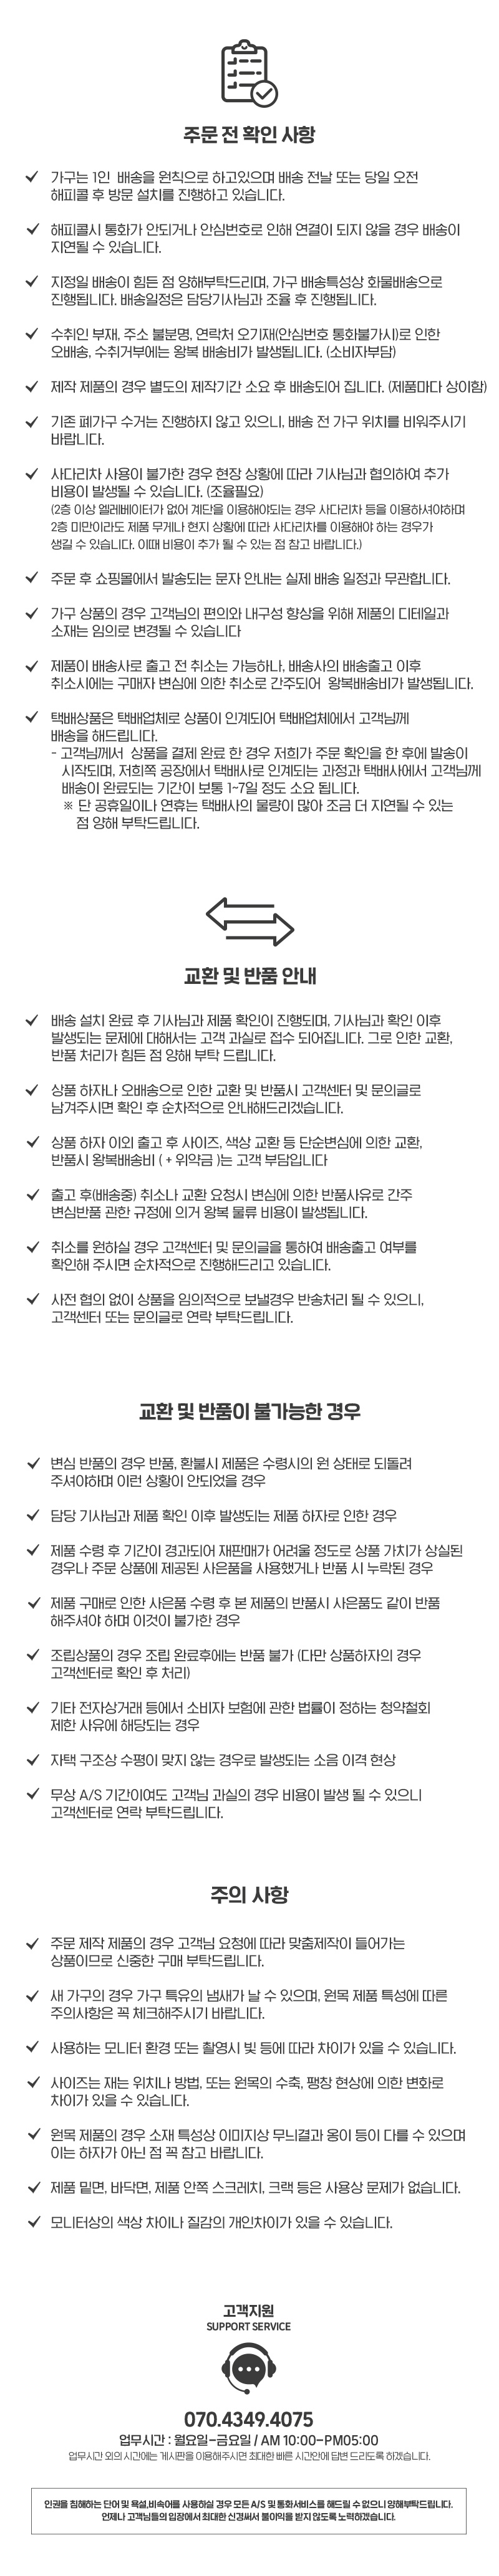 주문 전 확인 사항
가구는 1인 배송을 원칙으로 하고있으며 배송 전날 또는 당일 오전
해피콜 후 방문 설치를 진행하고 있습니다.
해피콜시 통화가 안되거나 안심번호로 인해 연결이 되지 않을 경우 배송이
지연될 수 있습니다.
지정일 배송이 힘든 점 양해부탁드리며, 가구 배송특성상 화물배송으로
진행됩니다. 배송일정은 담당기사님과 조율 후 진행됩니다.
수취인 부재, 주소 불분명, 연락처 오기재(안심번호 통화불가시)로 인한
오배송, 수취거부에는 왕복 배송비가 발생됩니다. (소비자부담)
제작 제품의 경우 별도의 제작기간 소요 후 배송되어 집니다. (제품마다 상이함)
기존 폐가구 수거는 진행하지 않고 있으니, 배송 전 가구 위치를 비워주시기
바랍니다.
사다리차 사용이 불가한 경우 현장 상황에 따라 기사님과 협의하여 추가
비용이 발생될 수 있습니다. (조율필요)
(2층 이상 엘레베이터가 없어 계단을 이용해야되는 경우 사다리차 등을 이용하셔야하며
2층 미만이라도 제품 무게나 현지 상황에 따라 사다리차를 이용해야 하는 경우가
생길 수 있습니다. 이때 비용이 추가 될 수 있는 점 참고 바랍니다.)
주문 후 쇼핑몰에서 발송되는 문자 안내는 실제 배송 일정과 무관합니다.
가구 상품의 경우 고객님의 편의와 내구성 향상을 위해 제품의 디테일과
소재는 임의로 변경될 수 있습니다
제품이 배송사로 출고 전 취소는 가능하나, 배송사의 배송출고 이후
취소시에는 구매자 변심에 의한 취소로 간주되어 왕복배송비가 발생됩니다.
택배상품은 택배업체로 상품이 인계되어 택배업체에서 고객님께
배송을 해드립니다.
- 고객님께서 상품을 결제 완료 한 경우 저희가 주문 확인을 한 후에 발송이
시작되며, 저희쪽 공장에서 택배사로 인계되는 과정과 택배사에서 고객님께
배송이 완료되는 기간이 보통 1~7일 정도 소요 됩니다.
※ 단 공휴일이나 연휴는 택배사의 물량이 많아 조금 더 지연될 수 있는
점 양해 부탁드립니다.
교환 및 반품 안내
배송 설치 완료 후 기사님과 제품 확인이 진행되며, 기사님과 확인 이후
발생되는 문제에 대해서는 고객 과실로 접수 되어집니다. 그로 인한 교환,
반품 처리가 힘든 점 양해 부탁 드립니다.
상품 하자나 오배송으로 인한 교환 및 반품시 고객센터 및 문의글로
남겨주시면 확인 후 순차적으로 안내해드리겠습니다.
상품 하자 이외 출고 후 사이즈, 색상 교환 등 단순변심에 의한 교환,
반품시 왕복배송비 ( + 위약금 )는 고객 부담입니다
출고 후(배송중) 취소나 교환 요청시 변심에 의한 반품사유로 간주
변심반품 관한 규정에 의거 왕복 물류 비용이 발생됩니다.
취소를 원하실 경우 고객센터 및 문의글을 통하여 배송출고 여부를
확인해 주시면 순차적으로 진행해드리고 있습니다.
사전 협의 없이 상품을 임의적으로 보낼경우 반송처리 될 수 있으니,
고객센터 또는 문의글로 연락 부탁드립니다.
교환 및 반품이 불가능한 경우
변심 반품의 경우 반품, 환불시 제품은 수령시의 원 상태로 되돌려
주셔야하며 이런 상황이 안되었을 경우
담당 기사님과 제품 확인 이후 발생되는 제품 하자로 인한 경우
제품 수령 후 기간이 경과되어 재판매가 어려울 정도로 상품 가치가 상실된
경우나 주문 상품에 제공된 사은품을 사용했거나 반품 시 누락된 경우
제품 구매로 인한 사은품 수령 후 본 제품의 반품시 사은품도 같이 반품
해주셔야 하며 이것이 불가한 경우
조립상품의 경우 조립 완료후에는 반품 불가 (다만 상품하자의 경우
고객센터로 확인 후 처리)
기타 전자상거래 등에서 소비자 보험에 관한 법률이 정하는 청약철회
제한 사유에 해당되는 경우
자택 구조상 수평이 맞지 않는 경우로 발생되는 소음 이격 현상
무상 A/S 기간이여도 고객님 과실의 경우 비용이 발생 될 수 있으니
고객센터로 연락 부탁드립니다.
주의 사항
주문 제작 제품의 경우 고객님 요청에 따라 맞춤제작이 들어가는
상품이므로 신중한 구매 부탁드립니다.
새 가구의 경우 가구 특유의 냄새가 날 수 있으며, 원목 제품 특성에 따른
주의사항은 꼭 체크해주시기 바랍니다.
사용하는 모니터 환경 또는 촬영시 빛 등에 따라 차이가 있을 수 있습니다.
사이즈는 재는 위치나 방법, 또는 원목의 수축, 팽창 현상에 의한 변화로
차이가 있을 수 있습니다.
원목 제품의 경우 소재 특성상 이미지상 무늬결과 옹이 등이 다를 수 있으며
이는 하자가 아닌 점 꼭 참고 바랍니다.
제품 밑면, 바닥면, 제품 안쪽 스크레치, 크랙 등은 사용상 문제가 없습니다.
모니터상의 색상 차이나 질감의 개인차이가 있을 수 있습니다.
고객지원
SUPPORT SERVICE
070.4349.4075
업무시간 : 월요일-금요일 / AM 10:00-PM05:00
업무시간 외의 시간에는 게시판을 이용해주시면 최대한 빠른 시간안에 답변 드리도록 하겠습니다.
인권을 침해하는 단어 및 욕설,비속어를 사용하실 경우 모든 A/S 및 통화서비스를 해드릴 수 없으니 양해부탁드립니다.
언제나 고객님들의 입장에서 최대한 신경써서 불이익을 받지 않도록 노력하겠습니다.